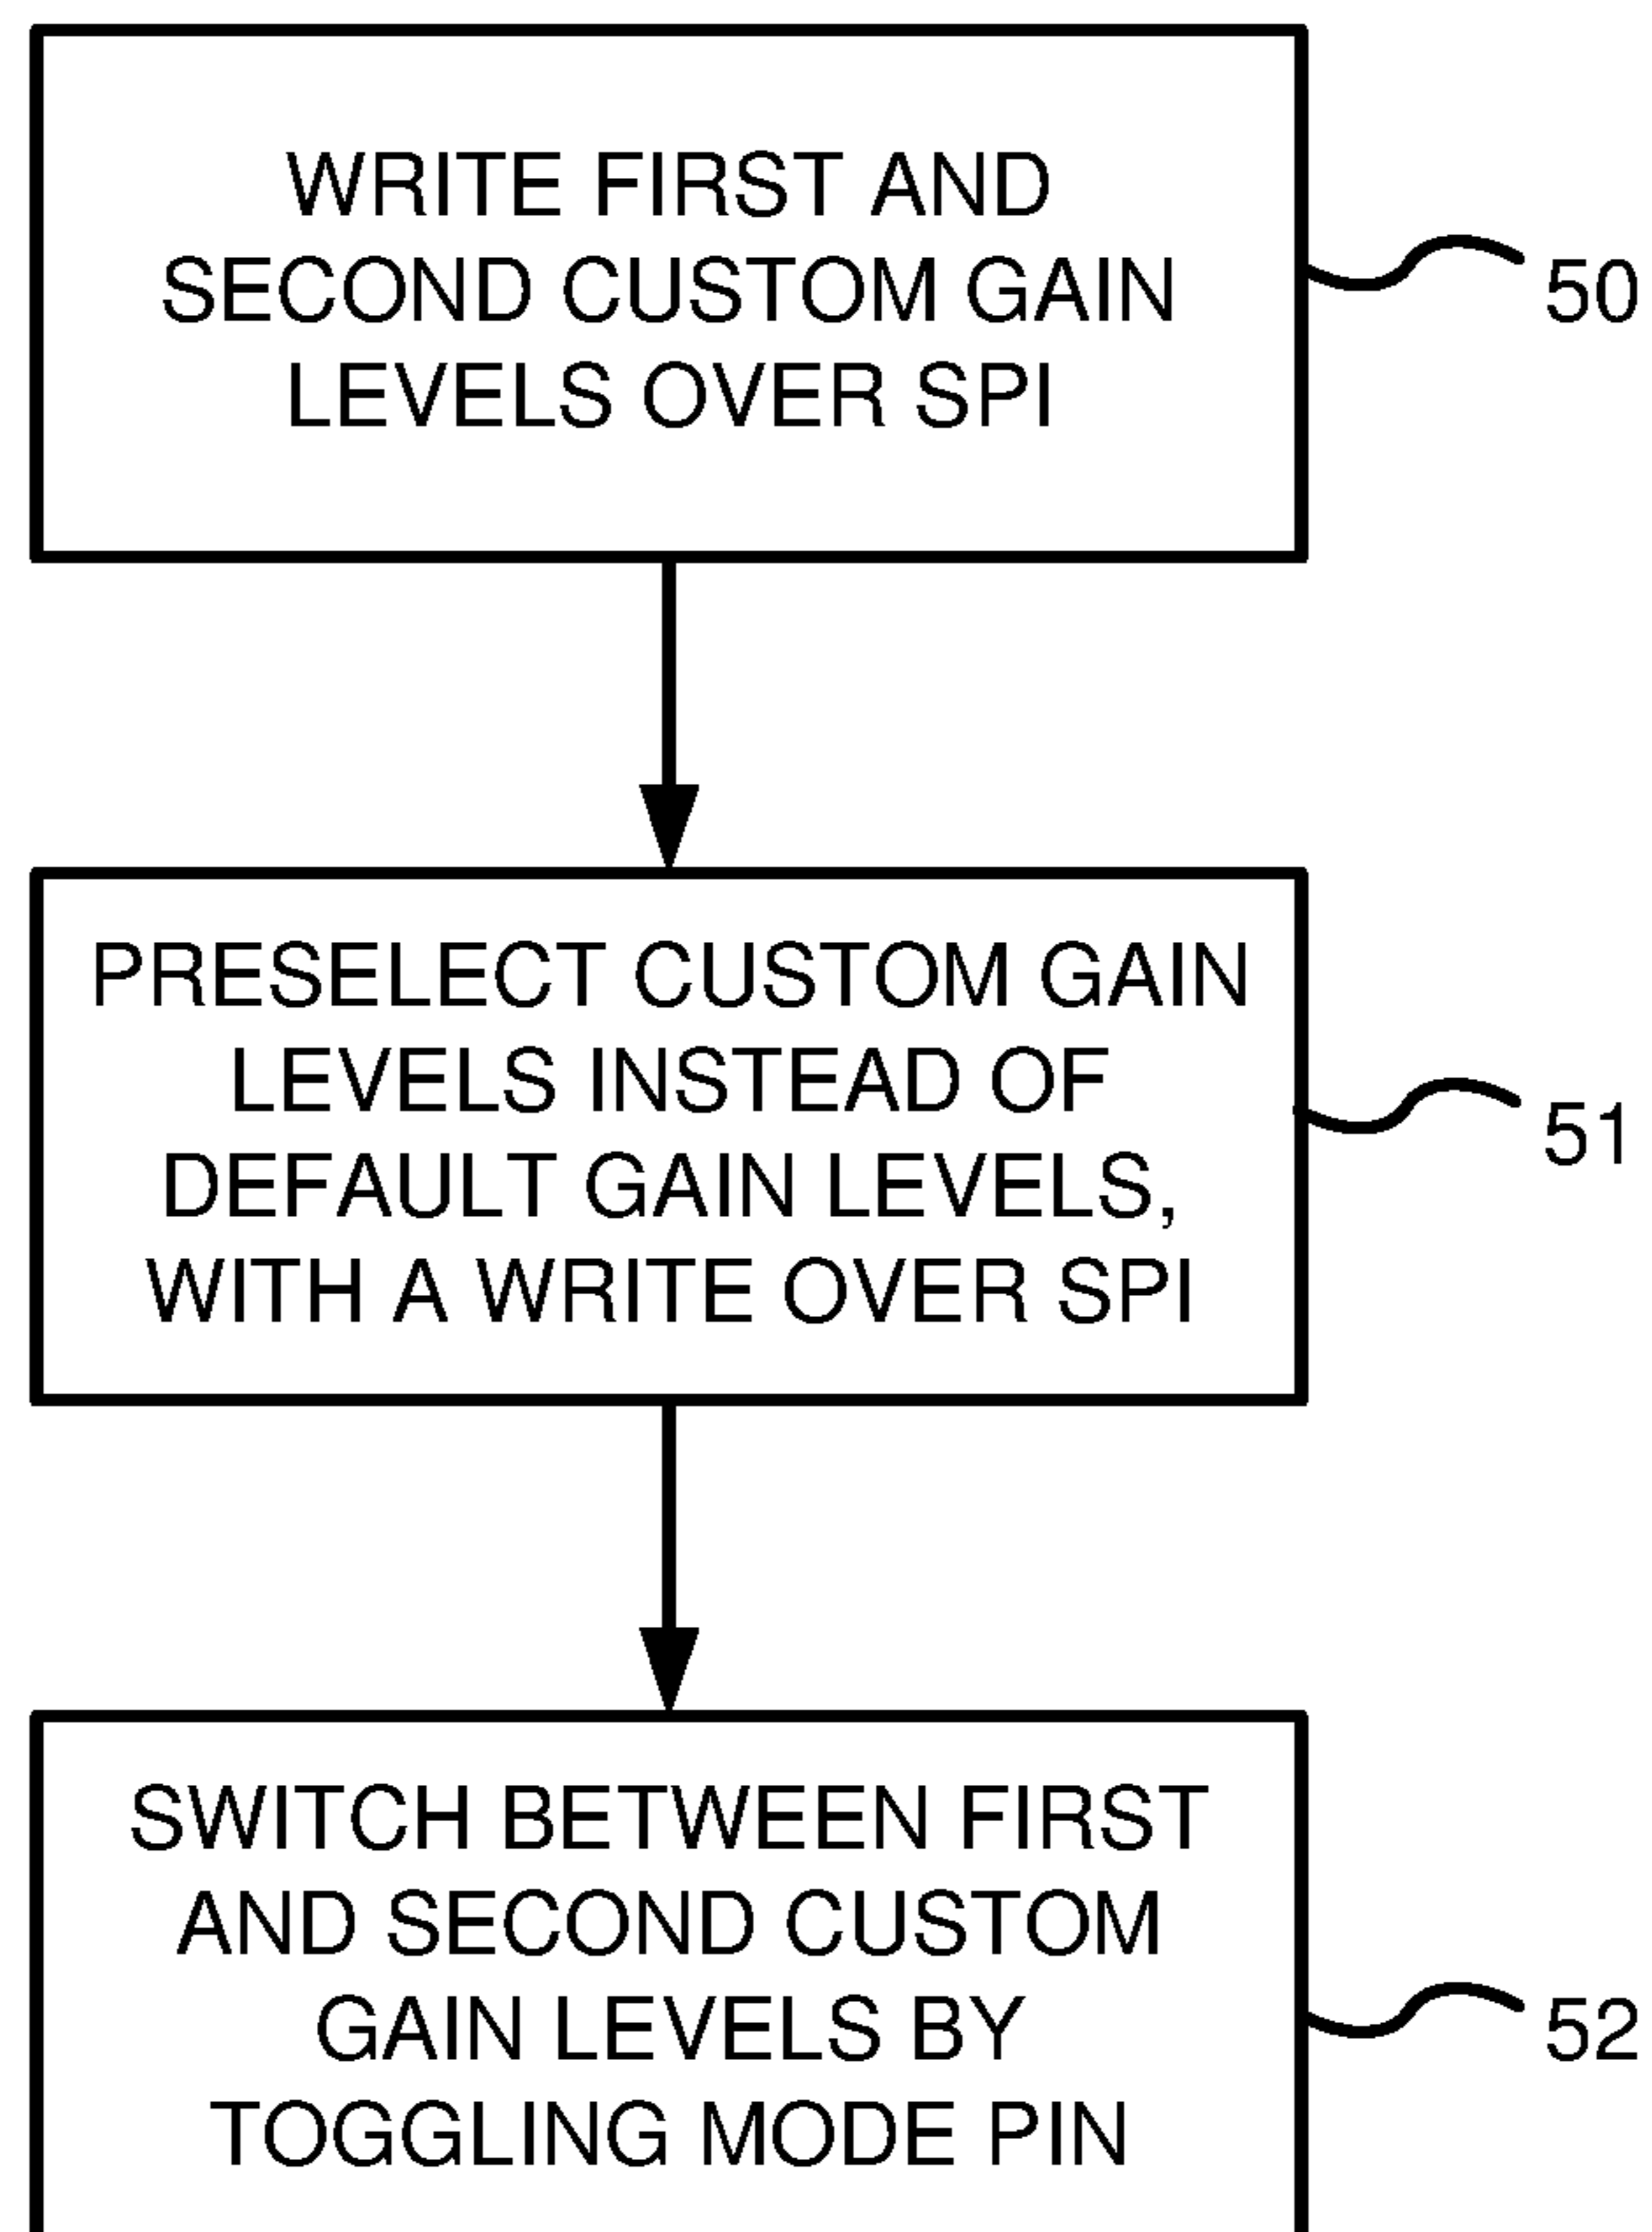 WRITE FIRST AND
SECOND CUSTOM GAIN
LEVELS OVER SPI
50
PRESELECT CUSTOM GAIN
LEVELS INSTEAD OF
DEFAULT GAIN LEVELS,
WITH A WRITE OVER SPI
51
SWITCH BETWEEN FIRST
AND SECOND CUSTOM
GAIN LEVELS BY
TOGGLING MODE PIN
52